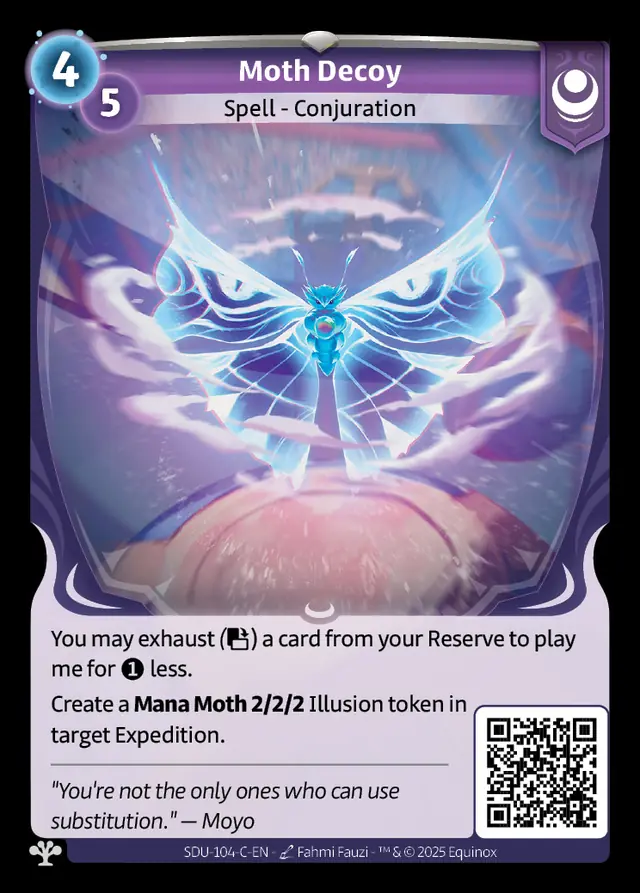 4
Moth Decoy
5
Spell - Conjuration
You may exhaust () a card from your Reserve to play
me for 1 less.
Create a Mana Moth 2/2/2 Illusion token in
target Expedition.
"You're not the only ones who can use
substitution." — Moyo
SDU-104-C-EN - Fahmi Fauzi - ™ & © 2025 Equinox